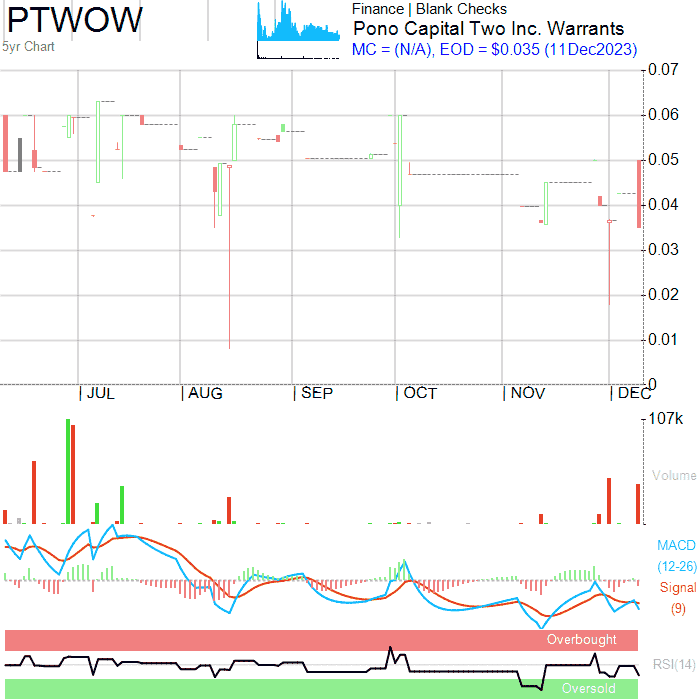 PTWOW
5yr Chart
Finance | Blank Checks
Pono Capital Two Inc. Warrants
MC = (N/A), EOD = $0.035 (11Dec2023)
0.07
0.06
0.05
0.04
0.03
0.02
0.01
0
| JUL | AUG | SEP | OCT | NOV | DEC
107k
Volume
MACD
(12-26)
Signal
(9)
Overbought
RSI(14)
Oversold